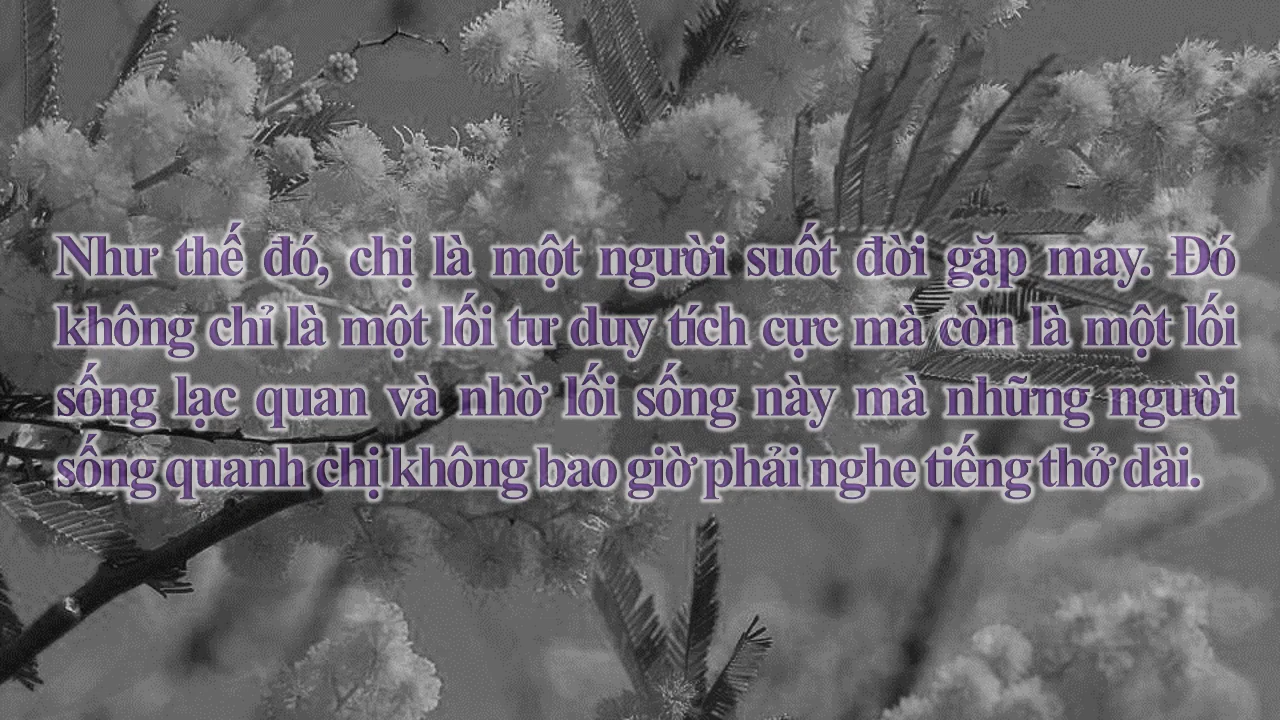 Như thế đó, chị là một người suốt đời gặp may. Đó
không chỉ là một lối tư duy tích cực mà còn là một lối
sống lạc quan và nhờ lối sống này mà những người
sống quanh chị không bao giờ phải nghe tiếng thở dài.